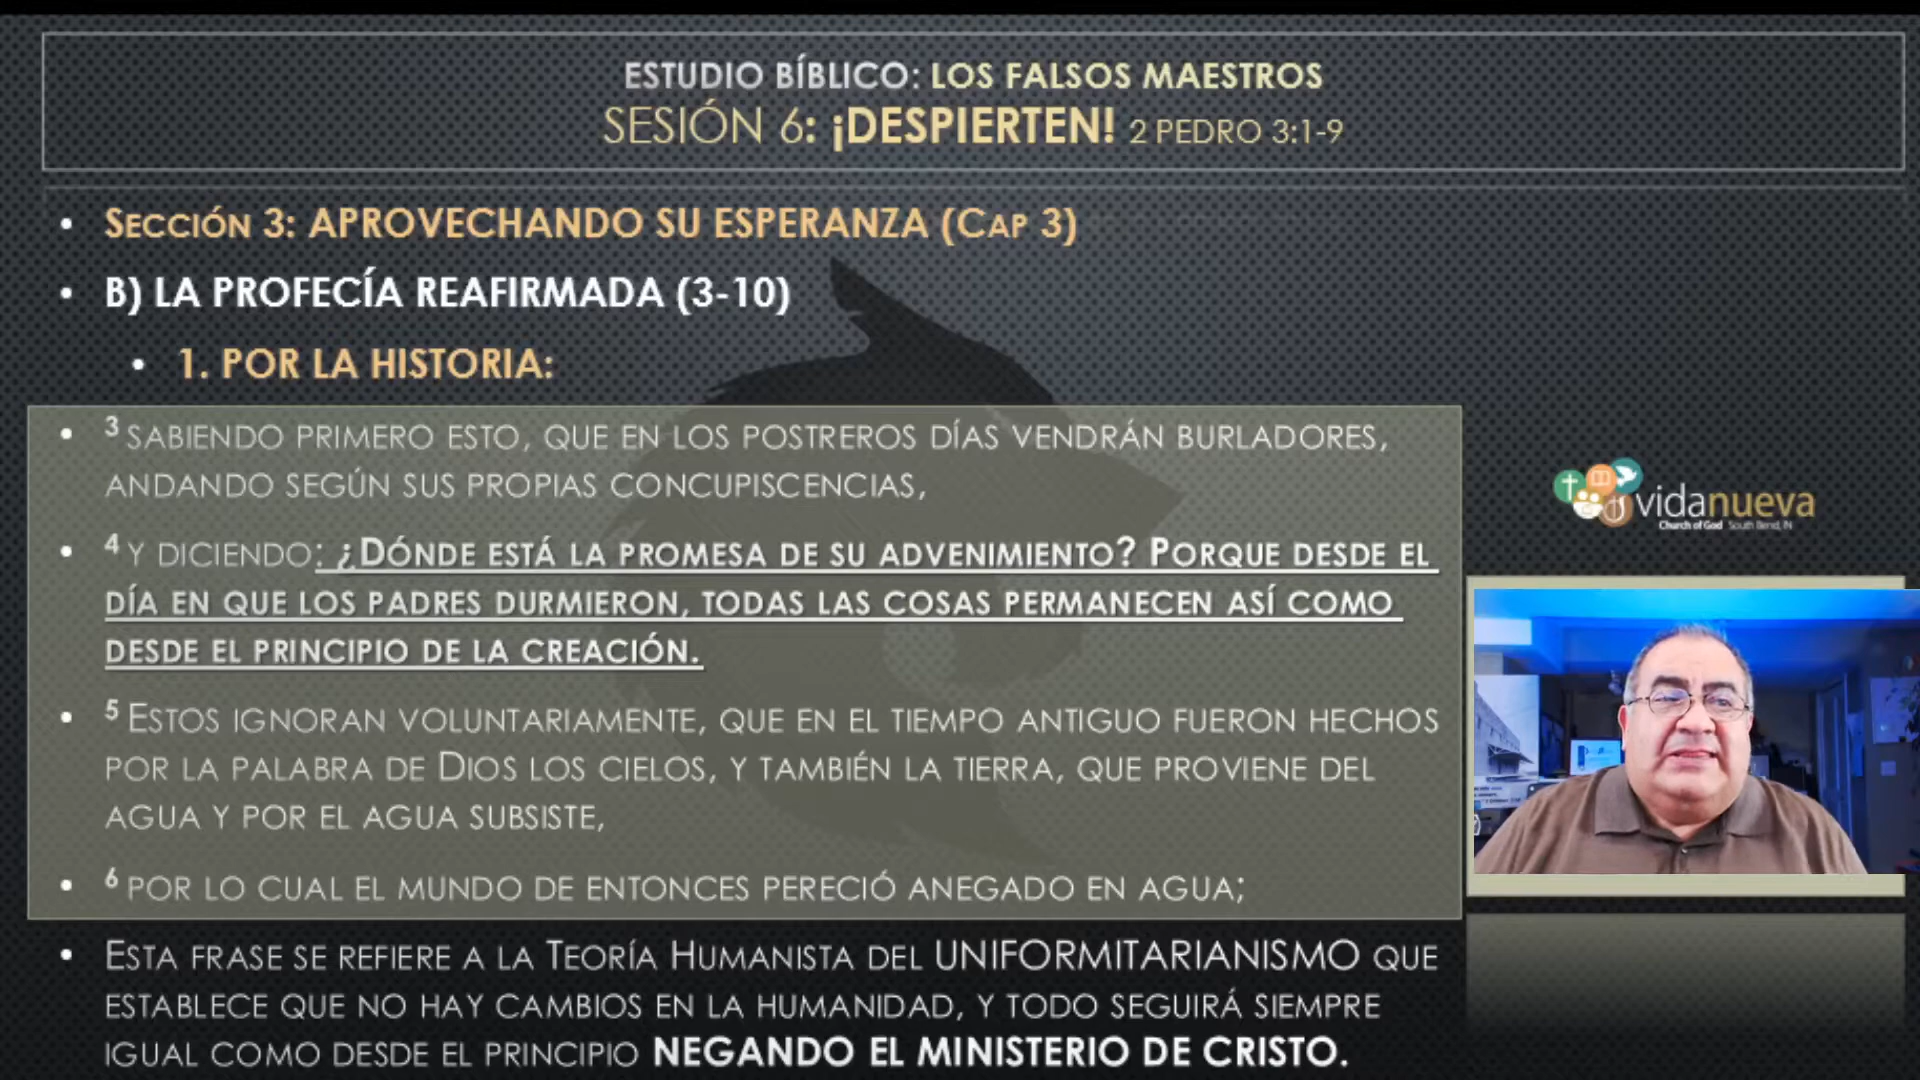 ESTUDIO BÍBLICO: LOS FALSOS MAESTROS
SESIÓN 6: ¡DESPIERTEN! 2 PEDRO 3:1-9
• SECCIÓN 3: APROVECHANDO SU ESPERANZA (CAP 3)
• B) LA PROFECÍA REAFIRMADA (3-10)
• 1. POR LA HISTORIA:
• 3 SABIENDO PRIMERO ESTO, QUE EN LOS POSTREROS DÍAS VENDRÁN BURLADORES,
ANDANDO SEGÚN SUS PROPIAS CONCUPISCENCIAS,
• 4 Y DICIENDO: ¿DÓNDE ESTÁ LA PROMESA DE SU ADVENIMIENTO? PORQUE DESDE EL
DÍA EN QUE LOS PADRES DURMIERON, TODAS LAS COSAS PERMANECEN ASÍ COMO
DESDE EL PRINCIPIO DE LA CREACIÓN.
• 5 ESTOS IGNORAN VOLUNTARIAMENTE, QUE EN EL TIEMPO ANTIGUO FUERON HECHOS
POR LA PALABRA DE DIOS LOS CIELOS, Y TAMBIÉN LA TIERRA, QUE PROVIENE DEL
AGUA Y POR EL AGUA SUBSISTE,
• 6 POR LO CUAL EL MUNDO DE ENTONCES PERECIÓ ANEGADO EN AGUA;
• ESTA FRASE SE REFIERE A LA TEORÍA HUMANISTA DEL UNIFORMITARIANISMO QUE
ESTABLECE QUE NO HAY CAMBIOS EN LA HUMANIDAD, Y TODO SEGUIRÁ SIEMPRE
IGUAL COMO DESDE EL PRINCIPIO NEGANDO EL MINISTERIO DE CRISTO.
vidanueva
Church of God South Bend, IN